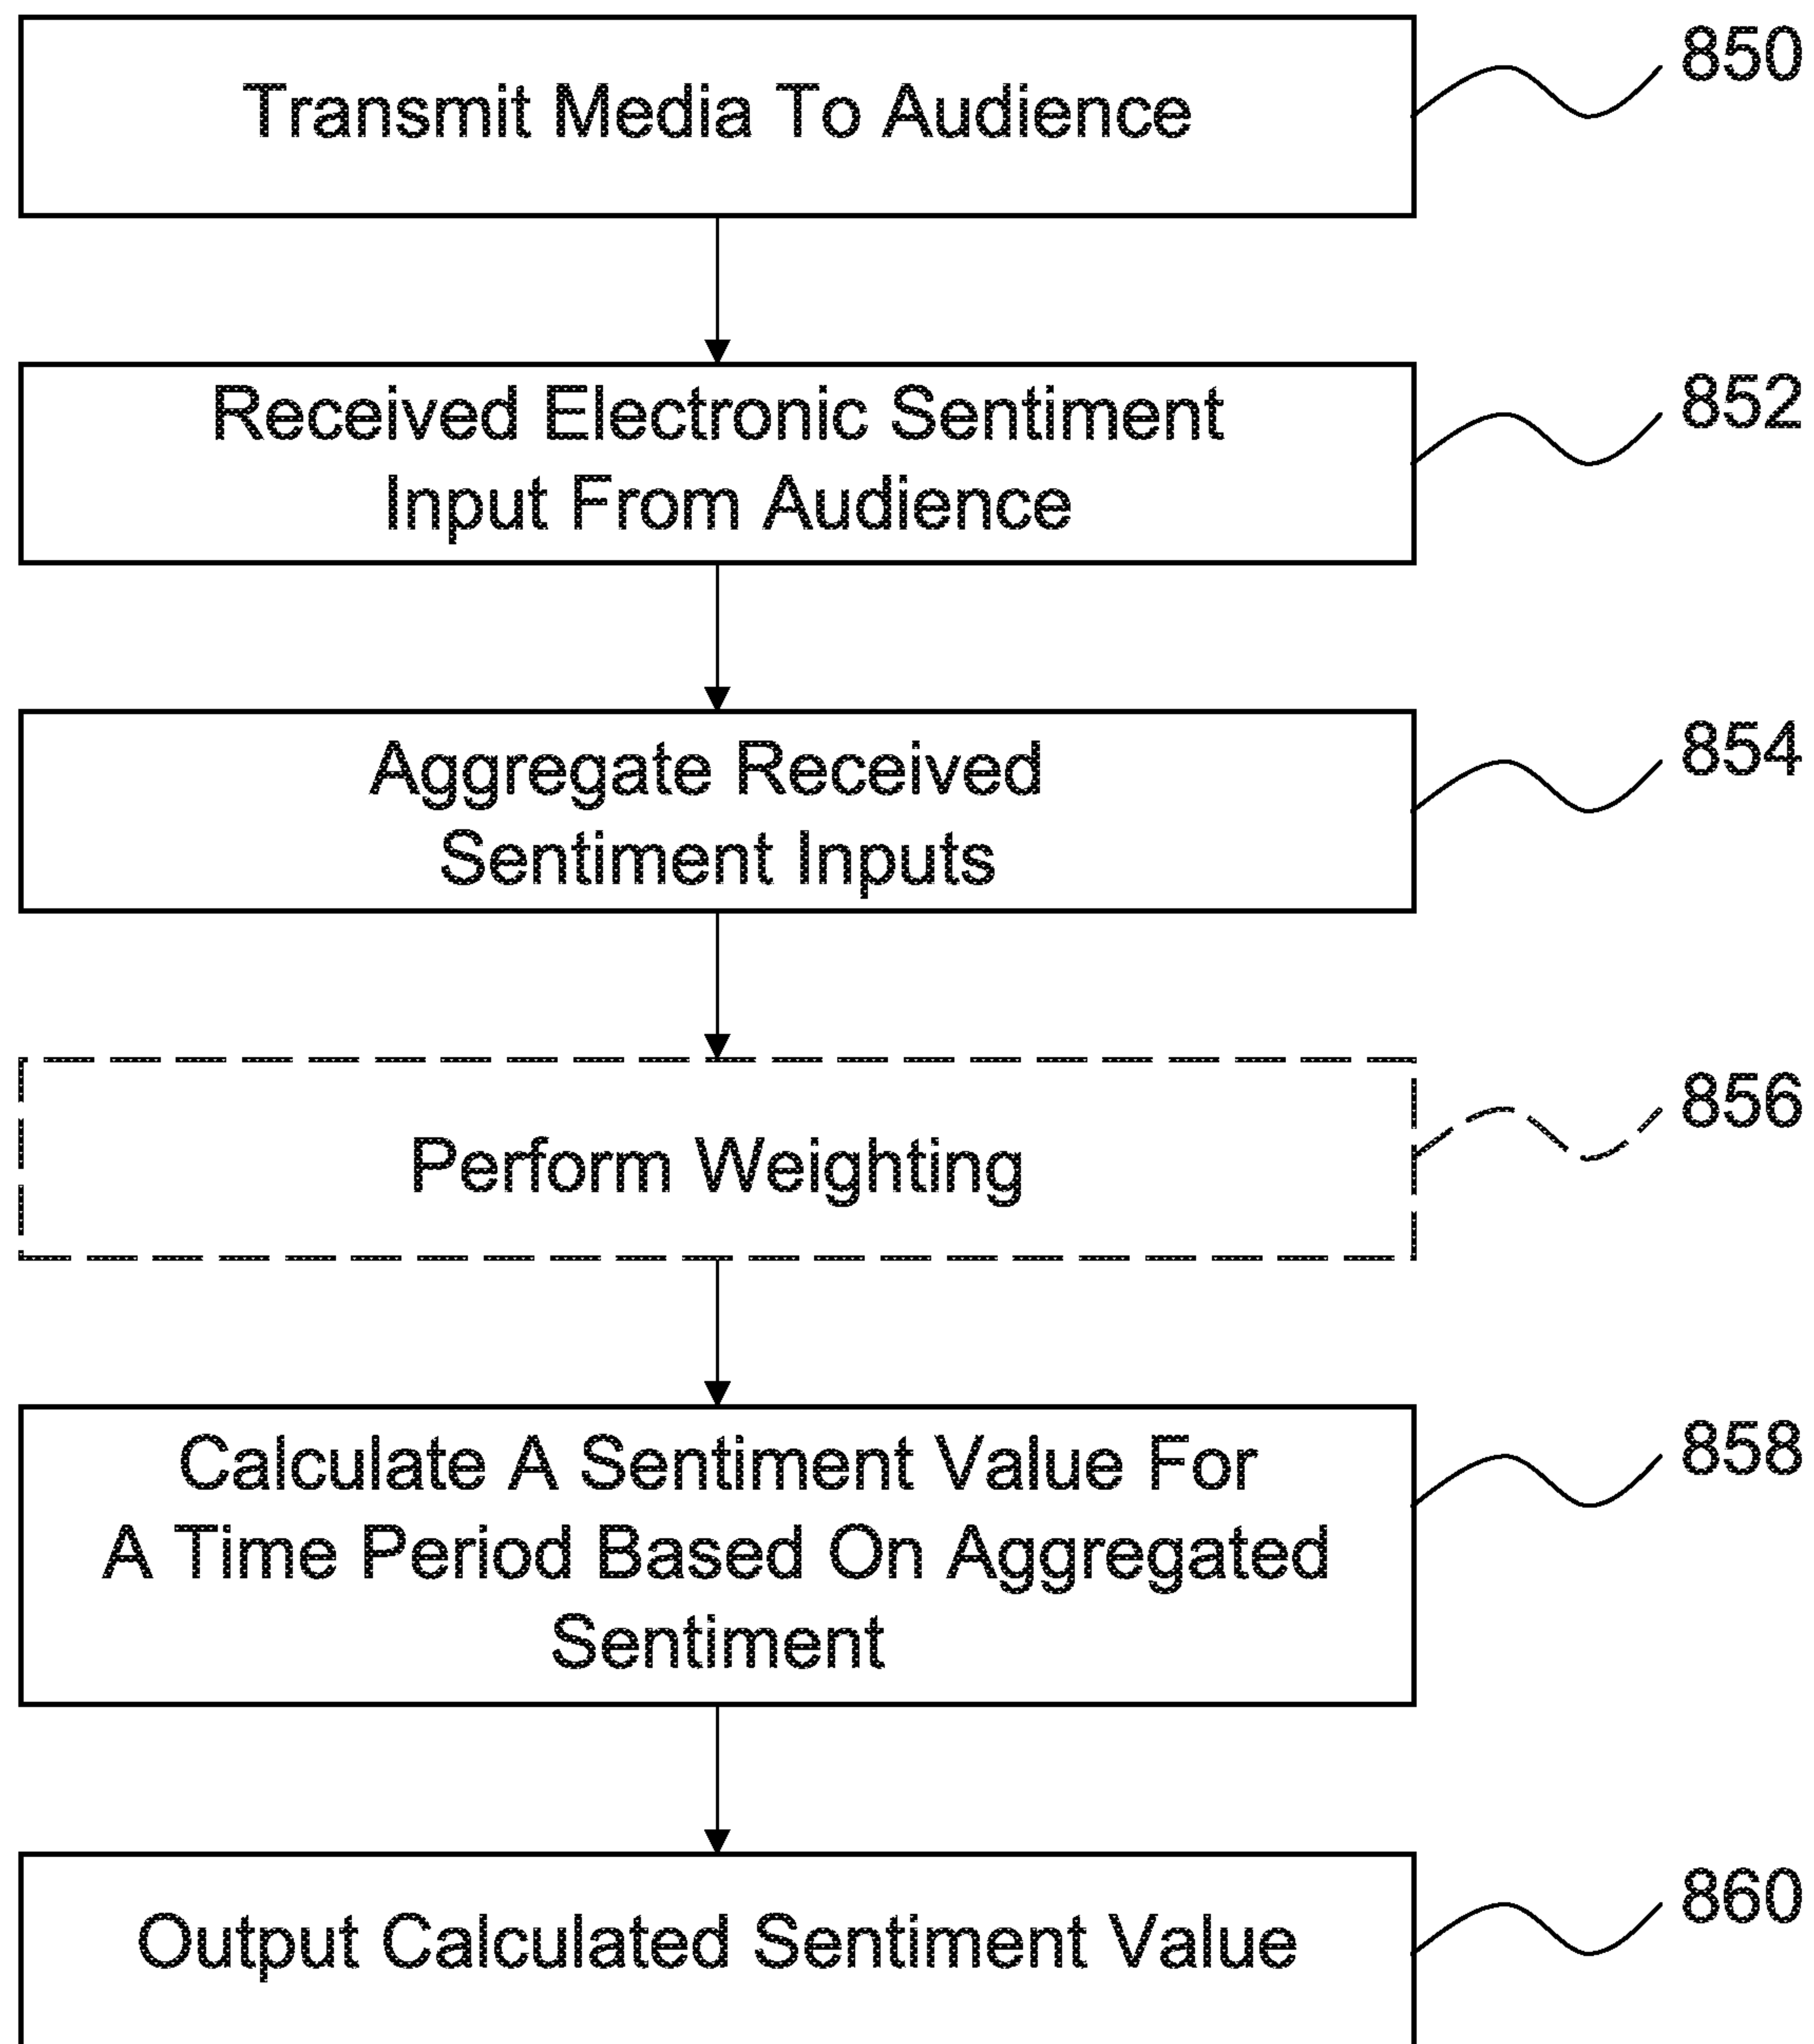 Transmit Media To Audience
850
Received Electronic Sentiment
Input From Audience
852
Aggregate Received
Sentiment Inputs
854
Perform Weighting
856
Calculate A Sentiment Value For
A Time Period Based On Aggregated
Sentiment
858
Output Calculated Sentiment Value
860